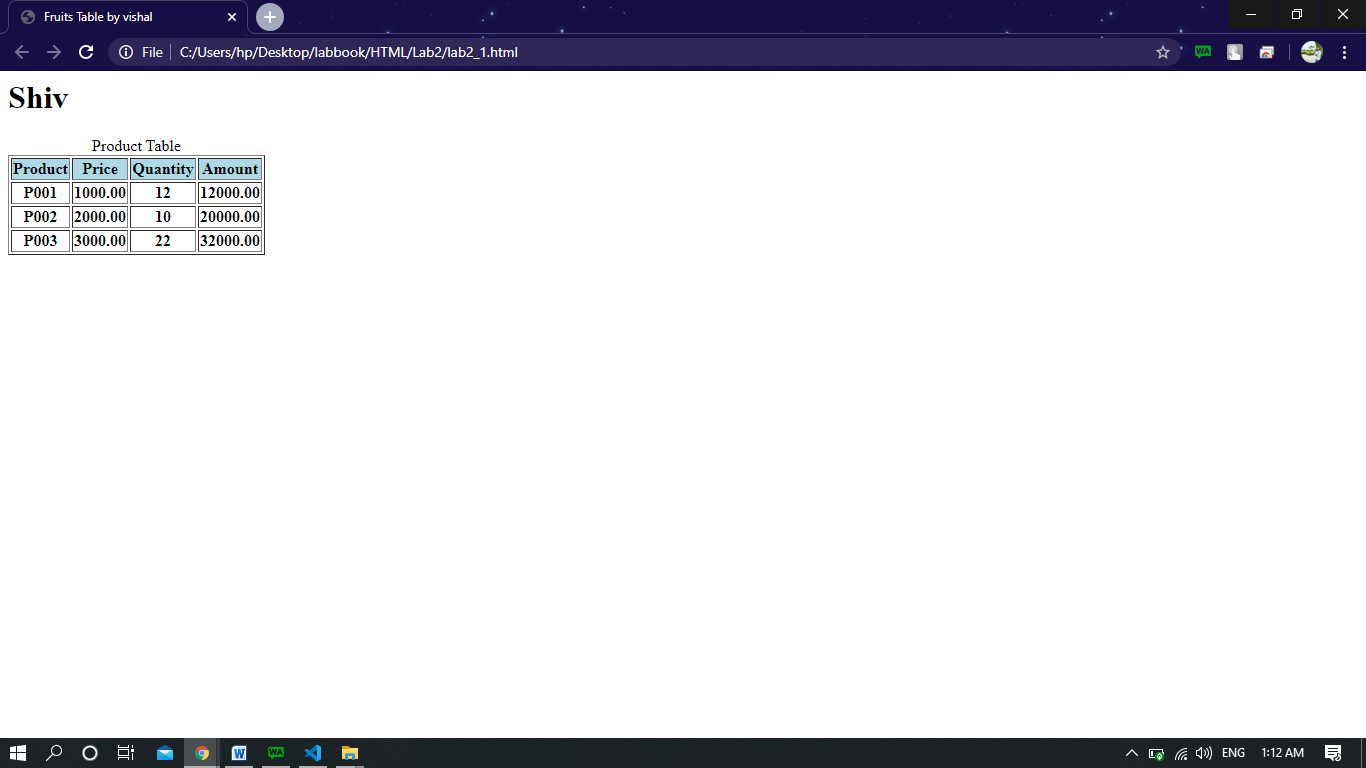 Fruits Table by vishal
File C:/Users/hp/Desktop/labbook/HTML/Lab2/lab2_1.html
WA
Shiv
Product Table
Product Price Quantity Amount
P001 1000.00 12 12000.00
P002 2000.00 10 20000.00
P003 3000.00 22 32000.00
W WA ENG 1:12 AM